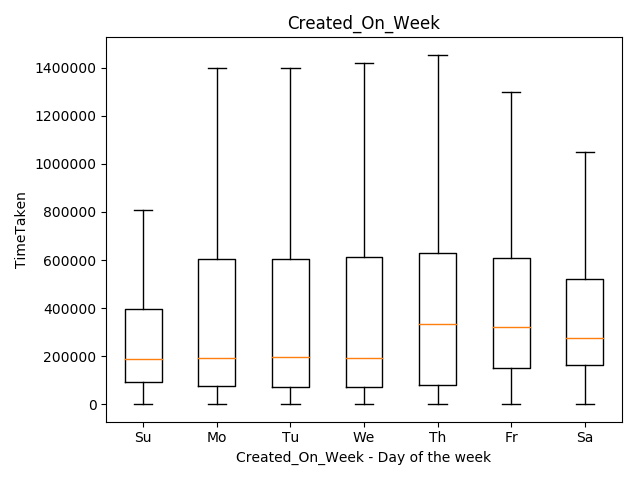 Created_On_Week
TimeTaken
1400000
1200000
1000000
800000
600000
400000
200000
0
Su Mo Tu We Th Fr Sa
Created_On_Week - Day of the week